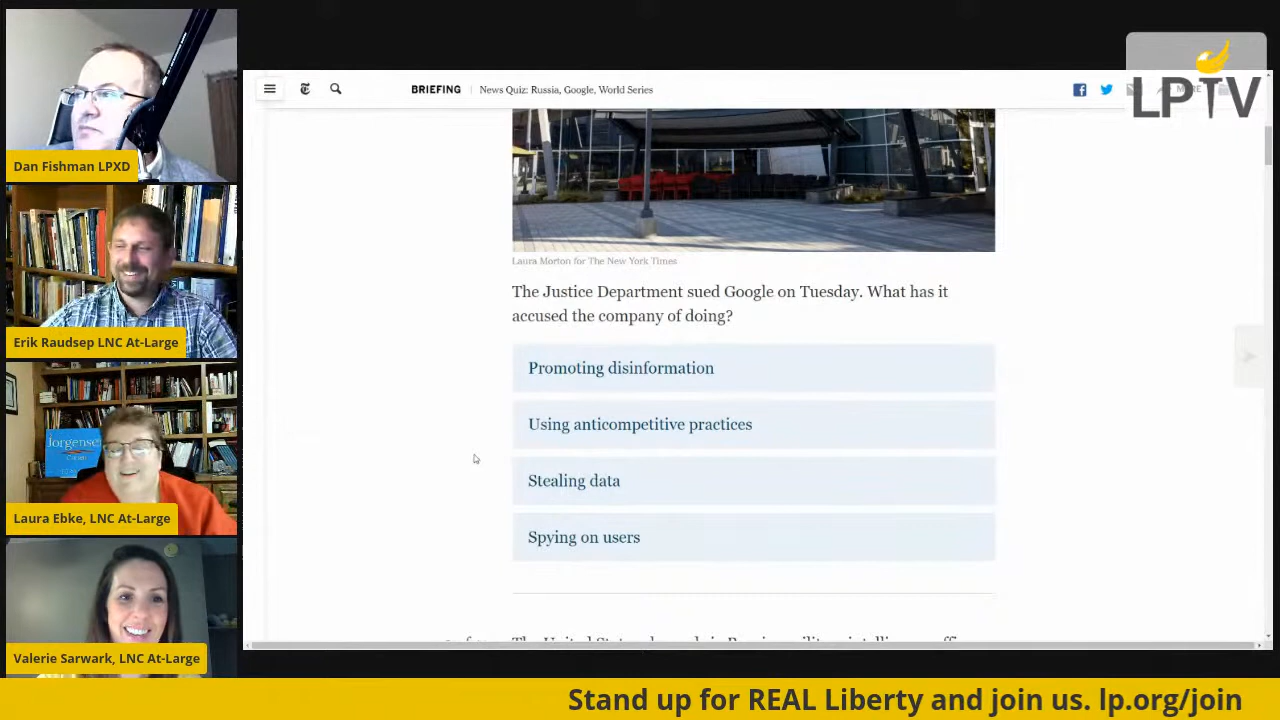 LPTV
BRIEFING
News Quiz: Russia, Google, World Series
MORE
Laura Morton for The New York Times
The Justice Department sued Google on Tuesday. What has it
accused the company of doing?
Promoting disinformation
Using anticompetitive practices
Stealing data
Spying on users
Dan Fishman LPXD
Erik Raudsep LNC At-Large
Jorgensen
Laura Ebke, LNC At-Large
Valerie Sarwark, LNC At-Large
Stand up for REAL Liberty and join us. lp.org/join